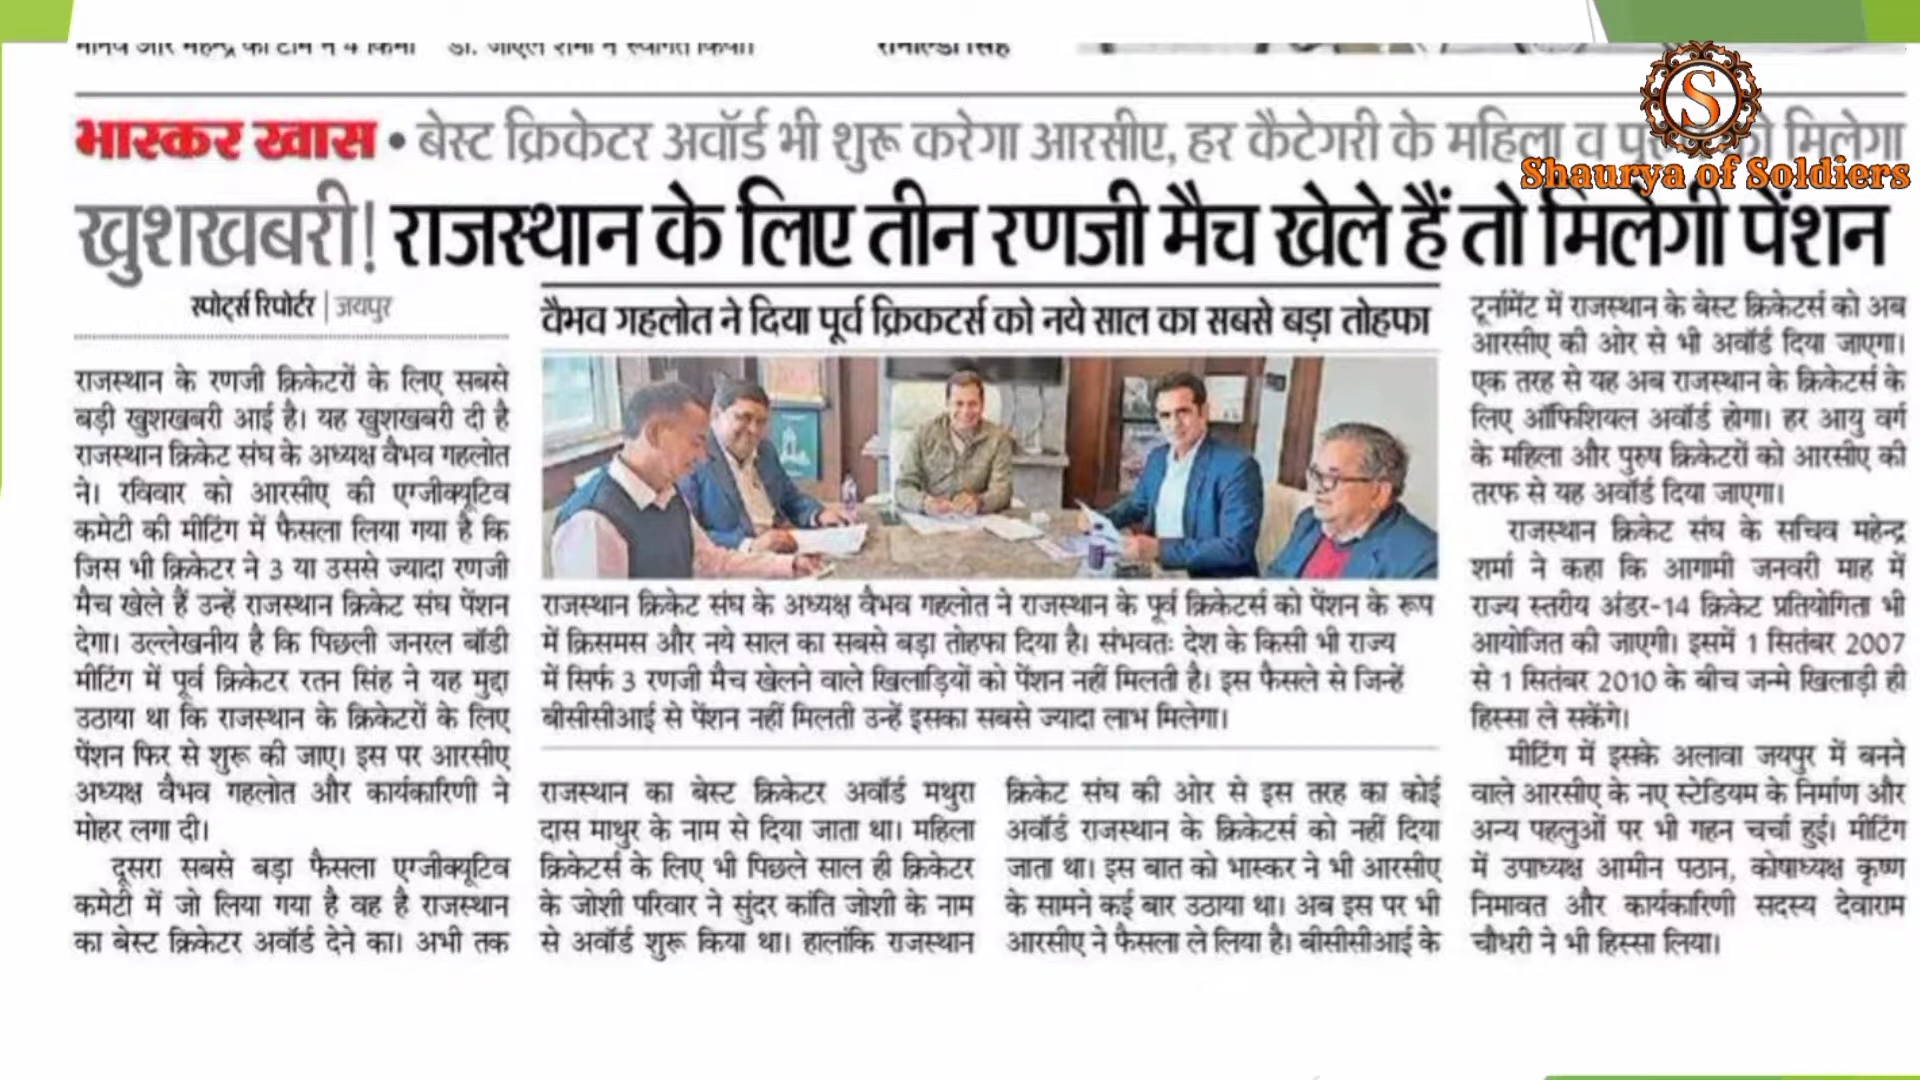 भास्कर खास • बेस्ट क्रिकेटर अवॉर्ड भी शुरू करेगा आरसीए, हर कैटेगरी के महिला व को मिलेगा
Shaurya of Soldiers
खुशखबरी! राजस्थान के लिए तीन रणजी मैच खेले हैं तो मिलेगी पेंशन
स्पोर्ट्स रिपोर्टर | जयपुर
राजस्थान के रणजी क्रिकेटरों के लिए सबसे
बड़ी खुशखबरी आई है। यह खुशखबरी दी है
राजस्थान क्रिकेट संघ के अध्यक्ष वैभव गहलोत
ने। रविवार को आरसीए की एग्जीक्यूटिव
कमेटी की मीटिंग में फैसला लिया गया है कि
जिस भी क्रिकेटर ने 3 या उससे ज्यादा रणजी
मैच खेले हैं उन्हें राजस्थान क्रिकेट संघ पेंशन
देगा। उल्लेखनीय है कि पिछली जनरल बॉडी
मीटिंग में पूर्व क्रिकेटर रतन सिंह ने यह मुद्दा
उठाया था कि राजस्थान के क्रिकेटरों के लिए
पेंशन फिर से शुरू की जाए। इस पर आरसीए
अध्यक्ष वैभव गहलोत और कार्यकारिणी ने
मोहर लगा दी।
दूसरा सबसे बड़ा फैसला एग्जीक्यूटिव
कमेटी में जो लिया गया है वह है राजस्थान
का बेस्ट क्रिकेटर अवॉर्ड देने का। अभी तक
वैभव गहलोत ने दिया पूर्व क्रिकटर्स को नये साल का सबसे बड़ा तोहफा
राजस्थान क्रिकेट संघ के अध्यक्ष वैभव गहलोत ने राजस्थान के पूर्व क्रिकेटर्स को पेंशन के रूप
में क्रिसमस और नये साल का सबसे बड़ा तोहफा दिया है। संभवतः देश के किसी भी राज्य
में सिर्फ 3 रणजी मैच खेलने वाले खिलाड़ियों को पेंशन नहीं मिलती है। इस फैसले से जिन्हें
बीसीसीआई से पेंशन नहीं मिलती उन्हें इसका सबसे ज्यादा लाभ मिलेगा।
राजस्थान का बेस्ट क्रिकेटर अवॉर्ड मथुरा
दास माथुर के नाम से दिया जाता था। महिला
क्रिकेटर्स के लिए भी पिछले साल ही क्रिकेटर
के जोशी परिवार ने सुंदर कांति जोशी के नाम
से अवॉर्ड शुरू किया था। हालांकि राजस्थान
क्रिकेट संघ की ओर से इस तरह का कोई
अवॉर्ड राजस्थान के क्रिकेटर्स को नहीं दिया
जाता था। इस बात को भास्कर ने भी आरसीए
के सामने कई बार उठाया था। अब इस पर भी
आरसीए ने फैसला ले लिया है। बीसीसीआई के
टूर्नामेंट में राजस्थान के बेस्ट क्रिकेटर्स को अब
आरसीए की ओर से भी अवॉर्ड दिया जाएगा।
एक तरह से यह अब राजस्थान के क्रिकेटर्स के
लिए ऑफिशियल अवॉर्ड होगा। हर आयु वर्ग
के महिला और पुरुष क्रिकेटरों को आरसीए की
तरफ से यह अवॉर्ड दिया जाएगा।
राजस्थान क्रिकेट संघ के सचिव महेन्द्र
शर्मा ने कहा कि आगामी जनवरी माह में
राज्य स्तरीय अंडर-14 क्रिकेट प्रतियोगिता भी
आयोजित की जाएगी। इसमें 1 सितंबर 2007
से 1 सितंबर 2010 के बीच जन्मे खिलाड़ी ही
हिस्सा ले सकेंगे।
मीटिंग में इसके अलावा जयपुर में बनने
वाले आरसीए के नए स्टेडियम के निर्माण और
अन्य पहलुओं पर भी गहन चर्चा हुई। मीटिंग
में उपाध्यक्ष आमीन पठान, कोषाध्यक्ष कृष्ण
निमावत और कार्यकारिणी सदस्य देवाराम
चौधरी ने भी हिस्सा लिया।